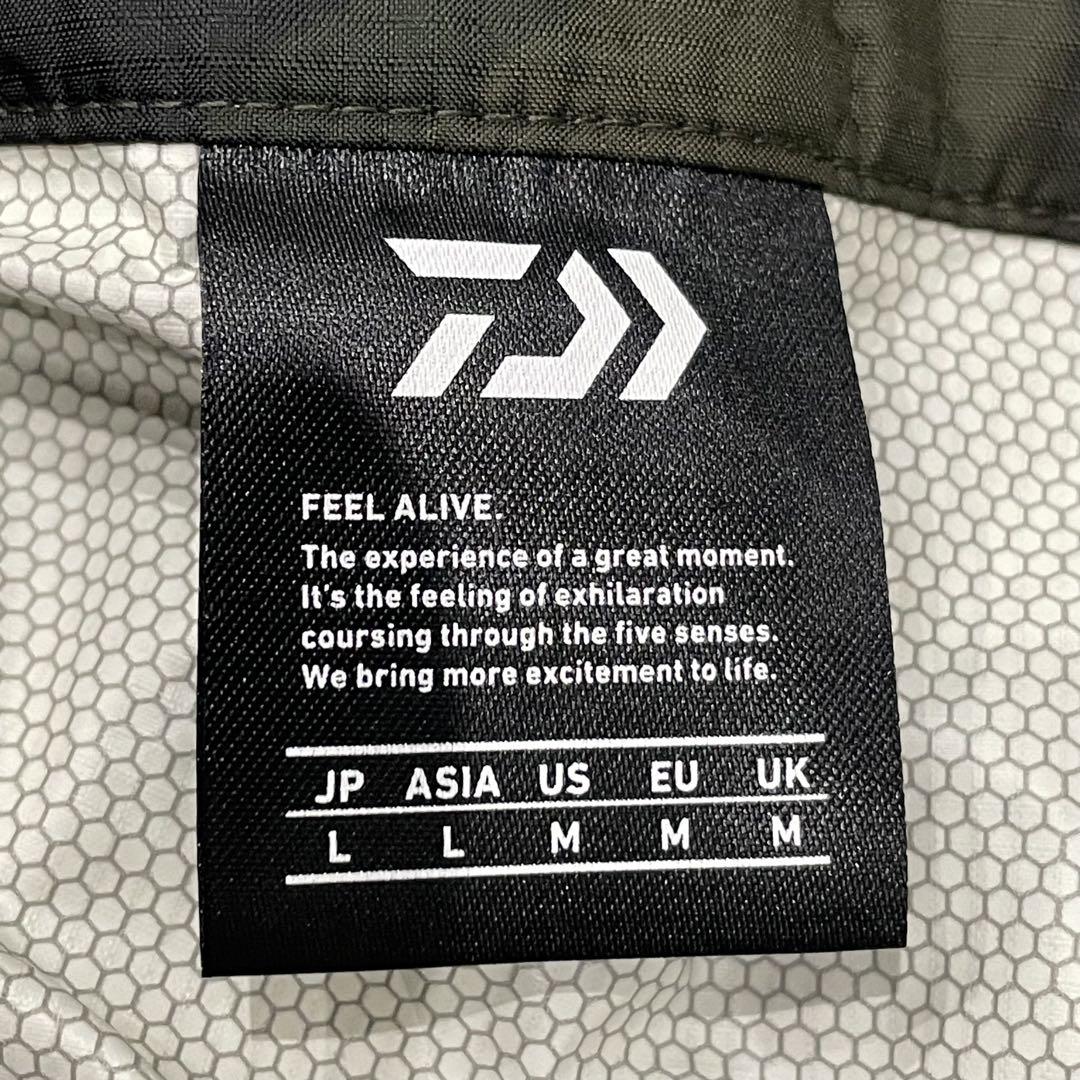 FEEL ALIVE.
The experience of a great moment.
It's the feeling of exhilaration
coursing through the five senses.
We bring more excitement to life.
JP ASIA US EU UK
L L M M M